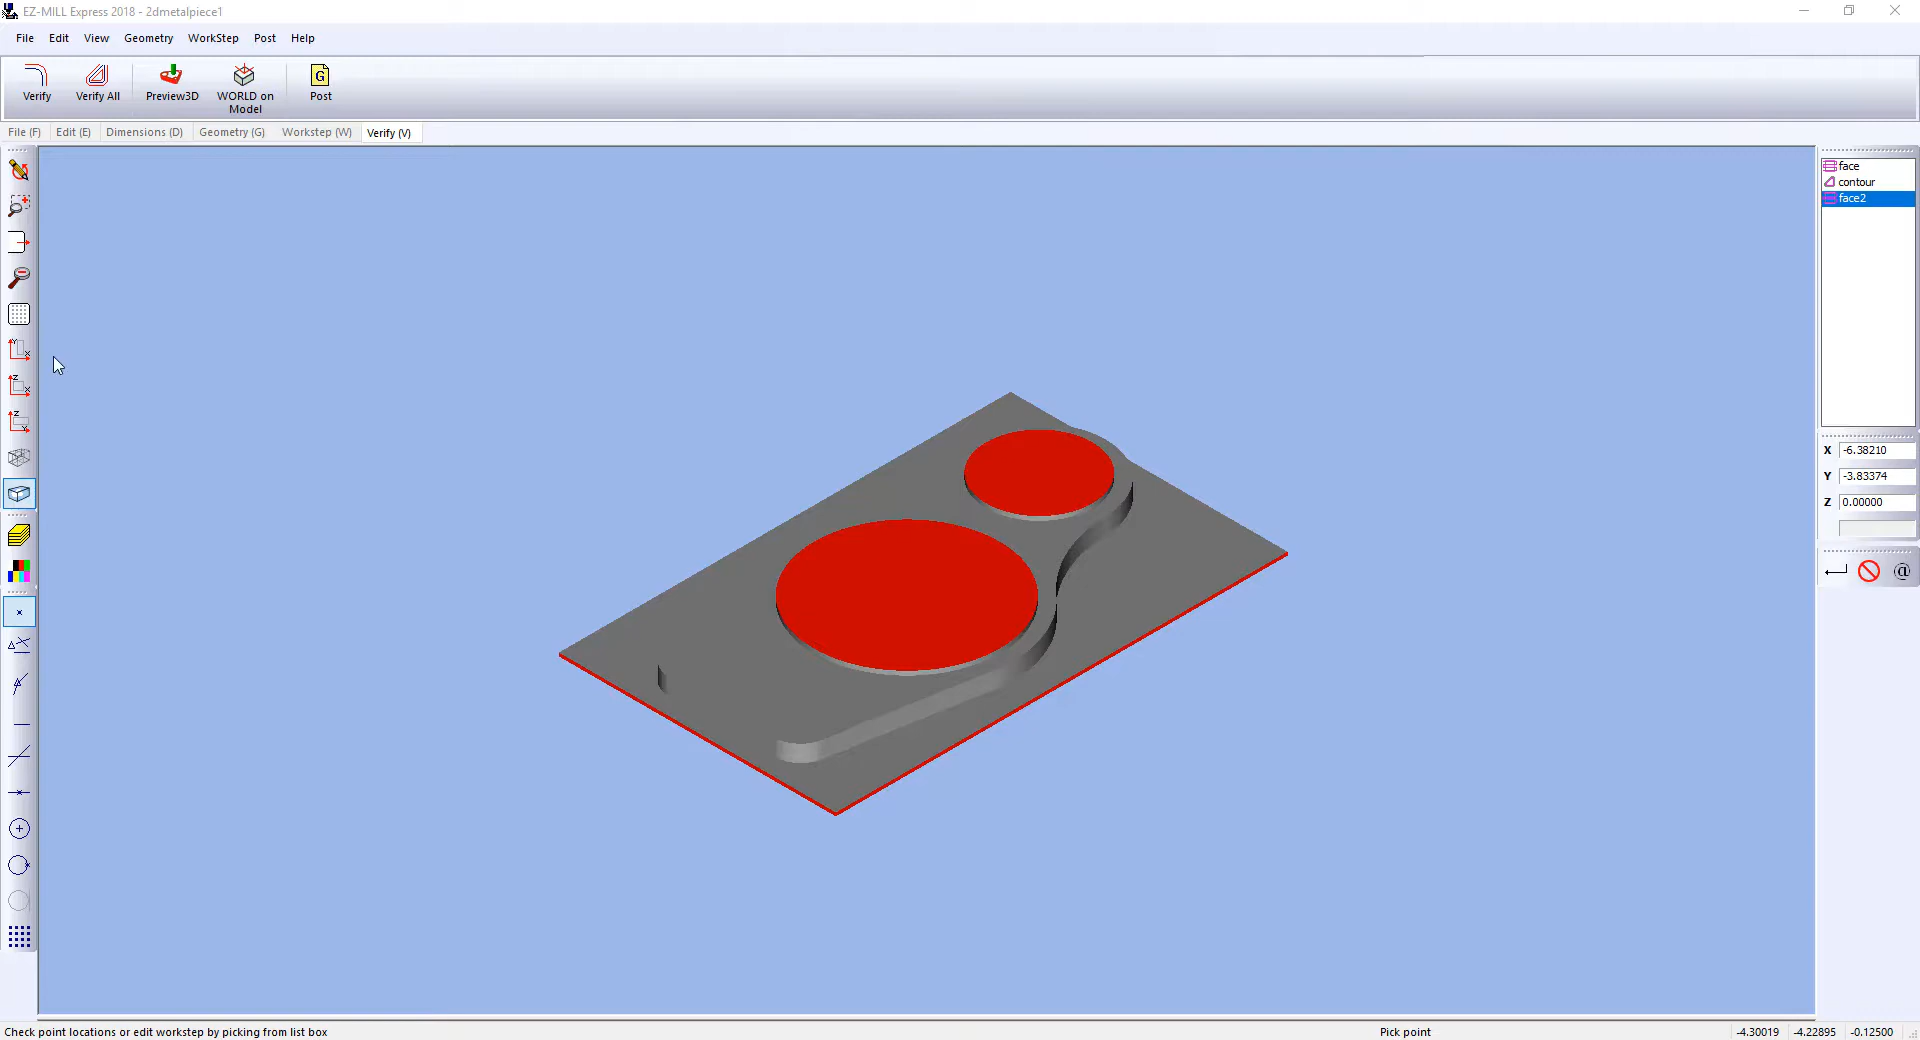 EZ-MILL Express 2018 - 2dmetalpiece1
File Edit View Geometry WorkStep Post Help
Verify Verify All Preview3D WORLD on Model G Post
File (F) Edit (E) Dimensions (D) Geometry (G) Workstep (W) Verify (V)
face
contour
face2
X -6.38210
Y -3.83374
Z 0.00000
@
Check point locations or edit workstep by picking from list box Pick point -4.30019 -4.22895 -0.12500